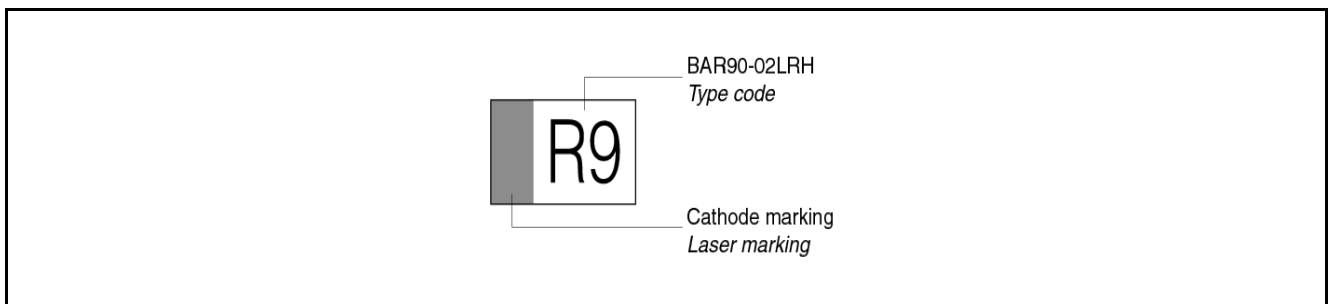 BAR90-02LRH
Type code
R9
Cathode marking
Laser marking